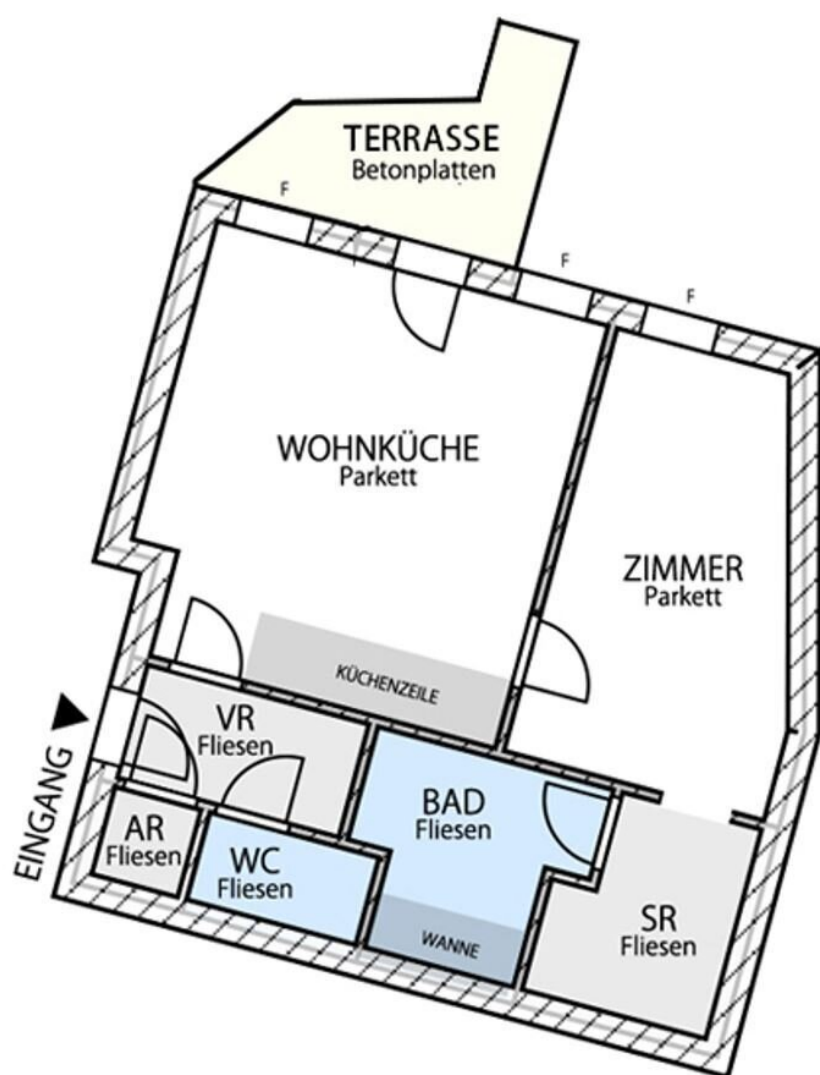 TERRASSE
Betonplatten
F
F
F
WOHNKÜCHE
Parkett
ZIMMER
Parkett
KÜCHENZEILE
VR
Fliesen
EINGANG
BAD
Fliesen
AR
Fliesen
WC
Fliesen
WANNE
SR
Fliesen